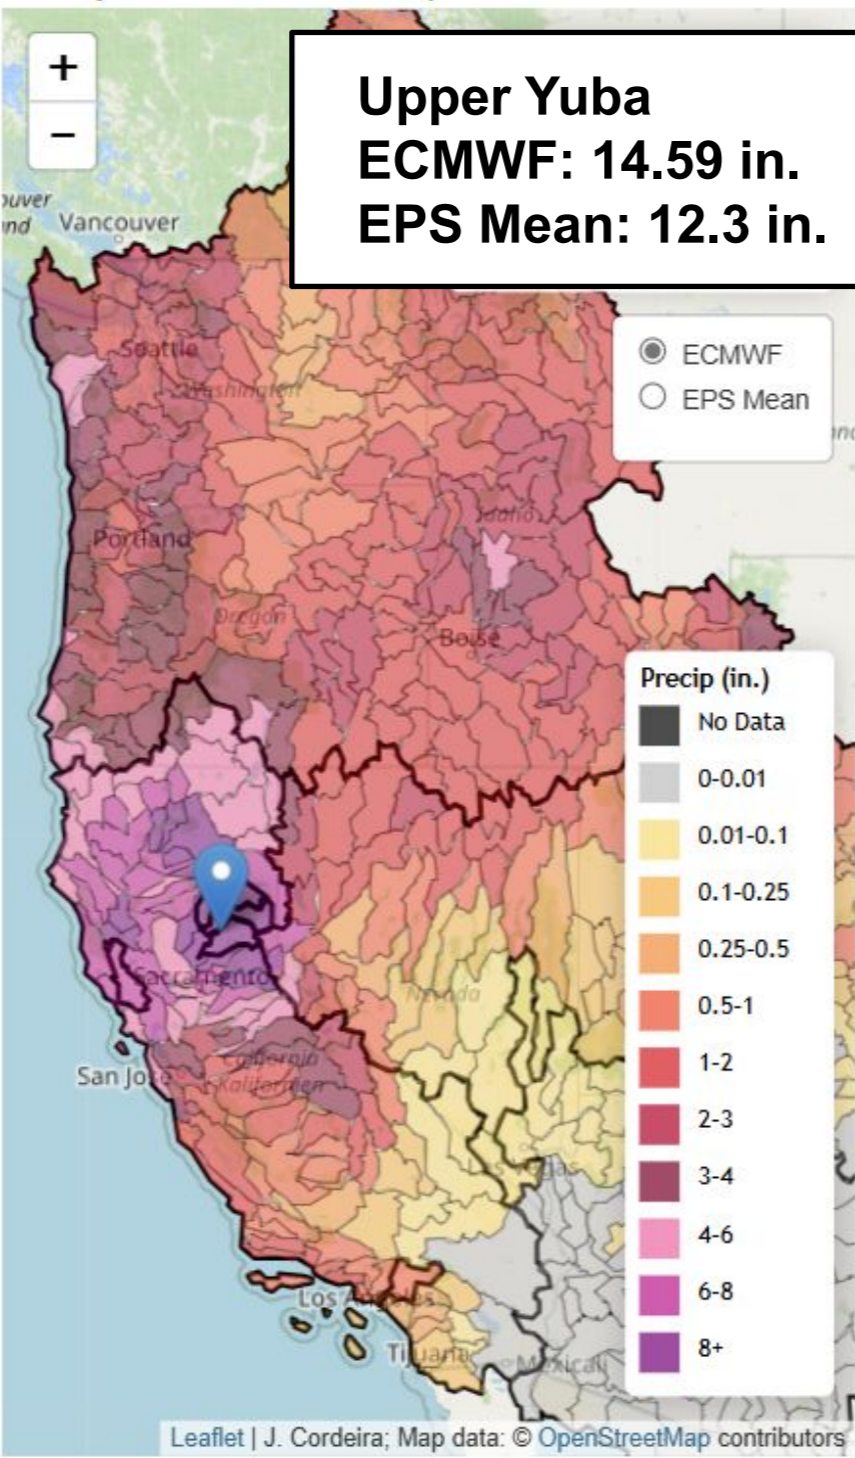 +
−
Upper Yuba
ECMWF: 14.59 in.
EPS Mean: 12.3 in.
Vancouver
Seattle
Washington
ECMWF
EPS Mean
Idaho
Portland
Oregon
Boise
Precip (in.)
No Data
0-0.01
0.01-0.1
0.1-0.25
0.25-0.5
0.5-1
1-2
2-3
3-4
4-6
6-8
8+
Sacramento
Nevada
San José
California
Kalifornien
Las Vegas
Los Angeles
Tijuana
Mexicali
Leaflet | J. Cordeira; Map data: © OpenStreetMap contributors